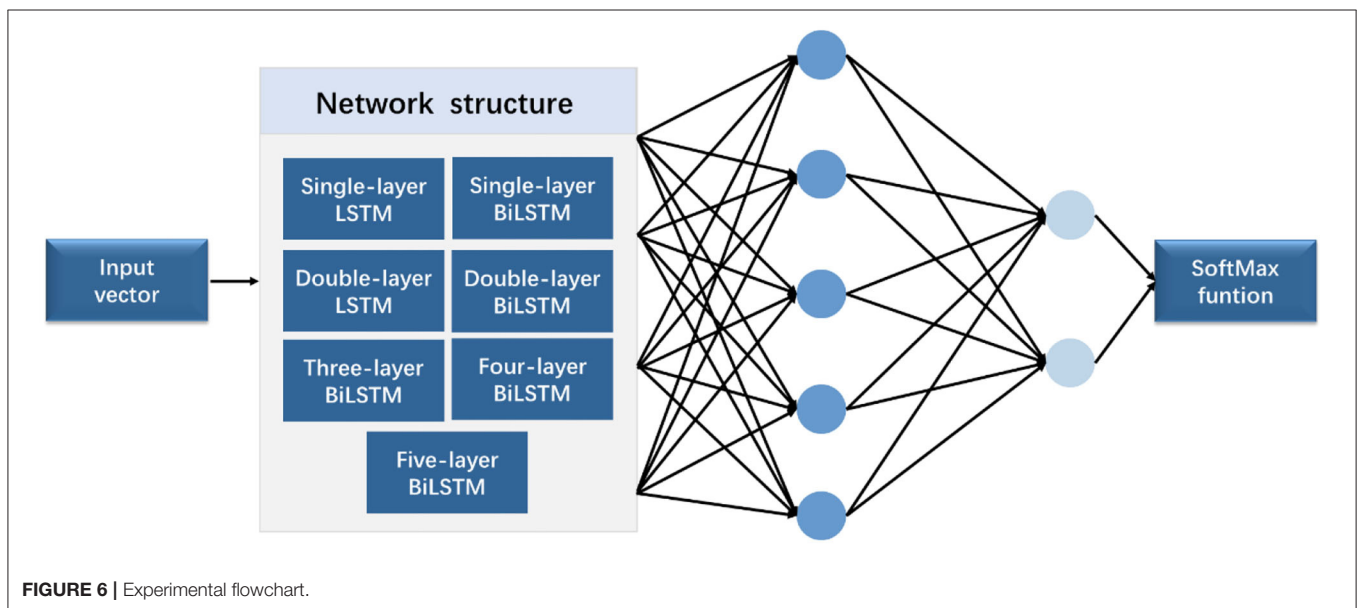 Input
vector
Network structure
Single-layer
LSTM
Single-layer
BiLSTM
Double-layer
LSTM
Double-layer
BiLSTM
Three-layer
BiLSTM
Four-layer
BiLSTM
Five-layer
BiLSTM
SoftMax
funtion
FIGURE 6 | Experimental flowchart.